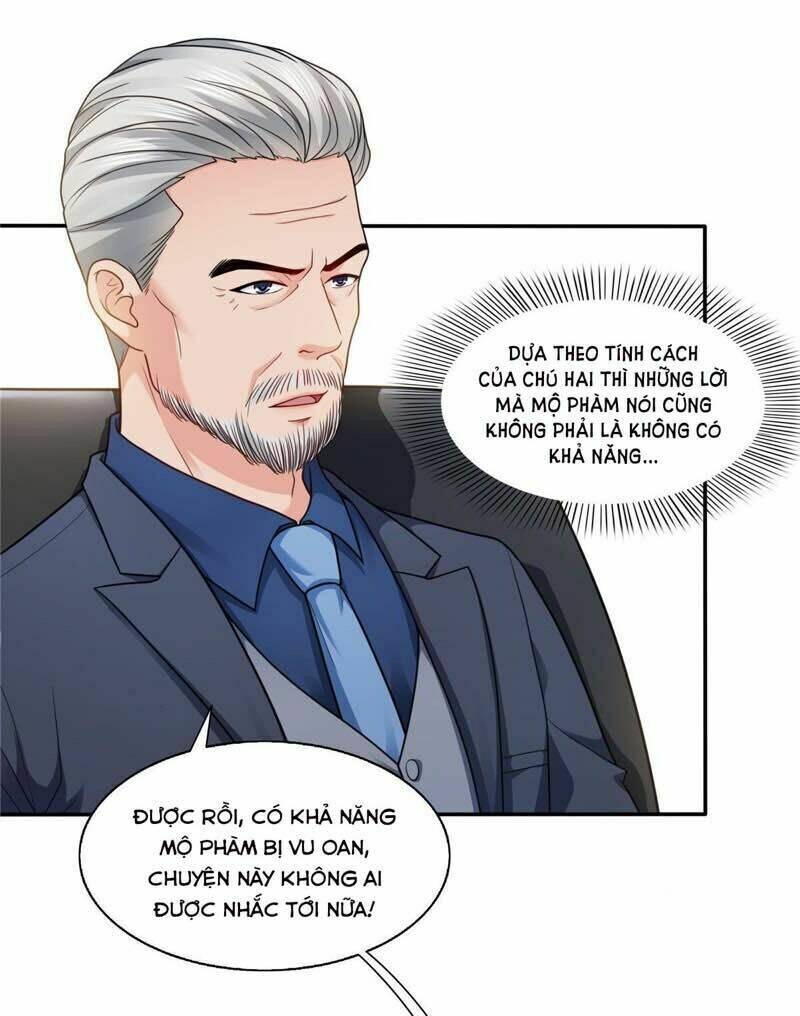 DỰA THEO TÍNH CÁCH
CỦA CHÚ HAI THÌ NHỮNG LỜI
MÀ MỘ PHÀM NÓI CŨNG
KHÔNG PHẢI LÀ KHÔNG CÓ
KHẢ NĂNG...
ĐƯỢC RỒI, CÓ KHẢ NĂNG
MỘ PHÀM BỊ VU OAN,
CHUYỆN NÀY KHÔNG AI
ĐƯỢC NHẮC TỚI NỮA!